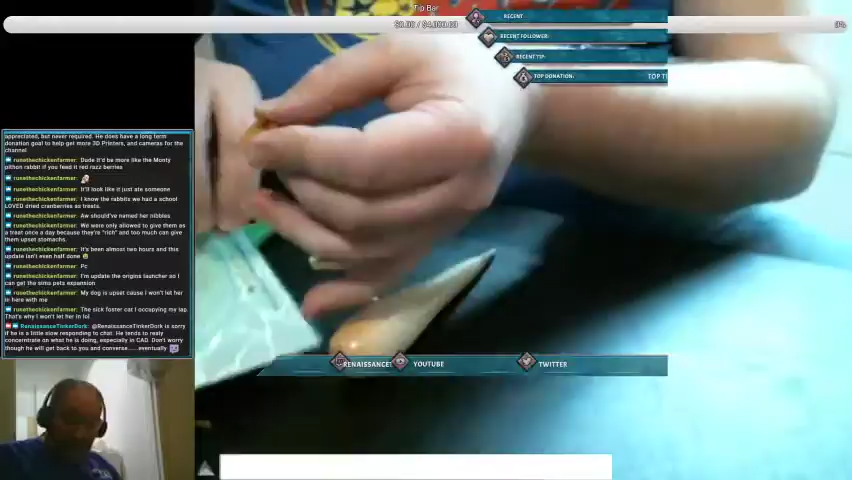 Tip Bar
$0.00 / $4,000.00
0%
RECENT
RECENT FOLLOWER:
RECENT TIP:
TOP DONATION:
TOP TI
appreciated, but never required. He does have a long term
donation goal to help get more 3D Printers, and cameras for the
channel
runethechickenfarmer: Dude it'd be more like the Monty
pithon rabbit if you feed it red razz berries
runethechickenfarmer:
runethechickenfarmer: It'll look like it just ate someone
runethechickenfarmer: I know the rabbits we had a school
LOVED dried cranberries as treats.
runethechickenfarmer: Aw should've named her nibbles
runethechickenfarmer: We were only allowed to give them as
a treat once a day because they're "rich" and too much can give
them upset stomachs.
runethechickenfarmer: It's been almost two hours and this
update isn't even half done
runethechickenfarmer: Pc
runethechickenfarmer: I'm update the origins launcher so I
can get the sims pets expansion
runethechickenfarmer: My dog is upset cause I won't let her
in here with me
runethechickenfarmer: The sick foster cat I occupying my lap.
That's why I won't let her in lol
RenaissanceTinkerDork: @RenaissanceTinkerDork is sorry
if he is a little slow responding to chat. He tends to realy
concentrate on what he is doing, especially in CAD. Don't worry
though he will get back to you and converse......eventually
RENAISSANCET
YOUTUBE
TWITTER